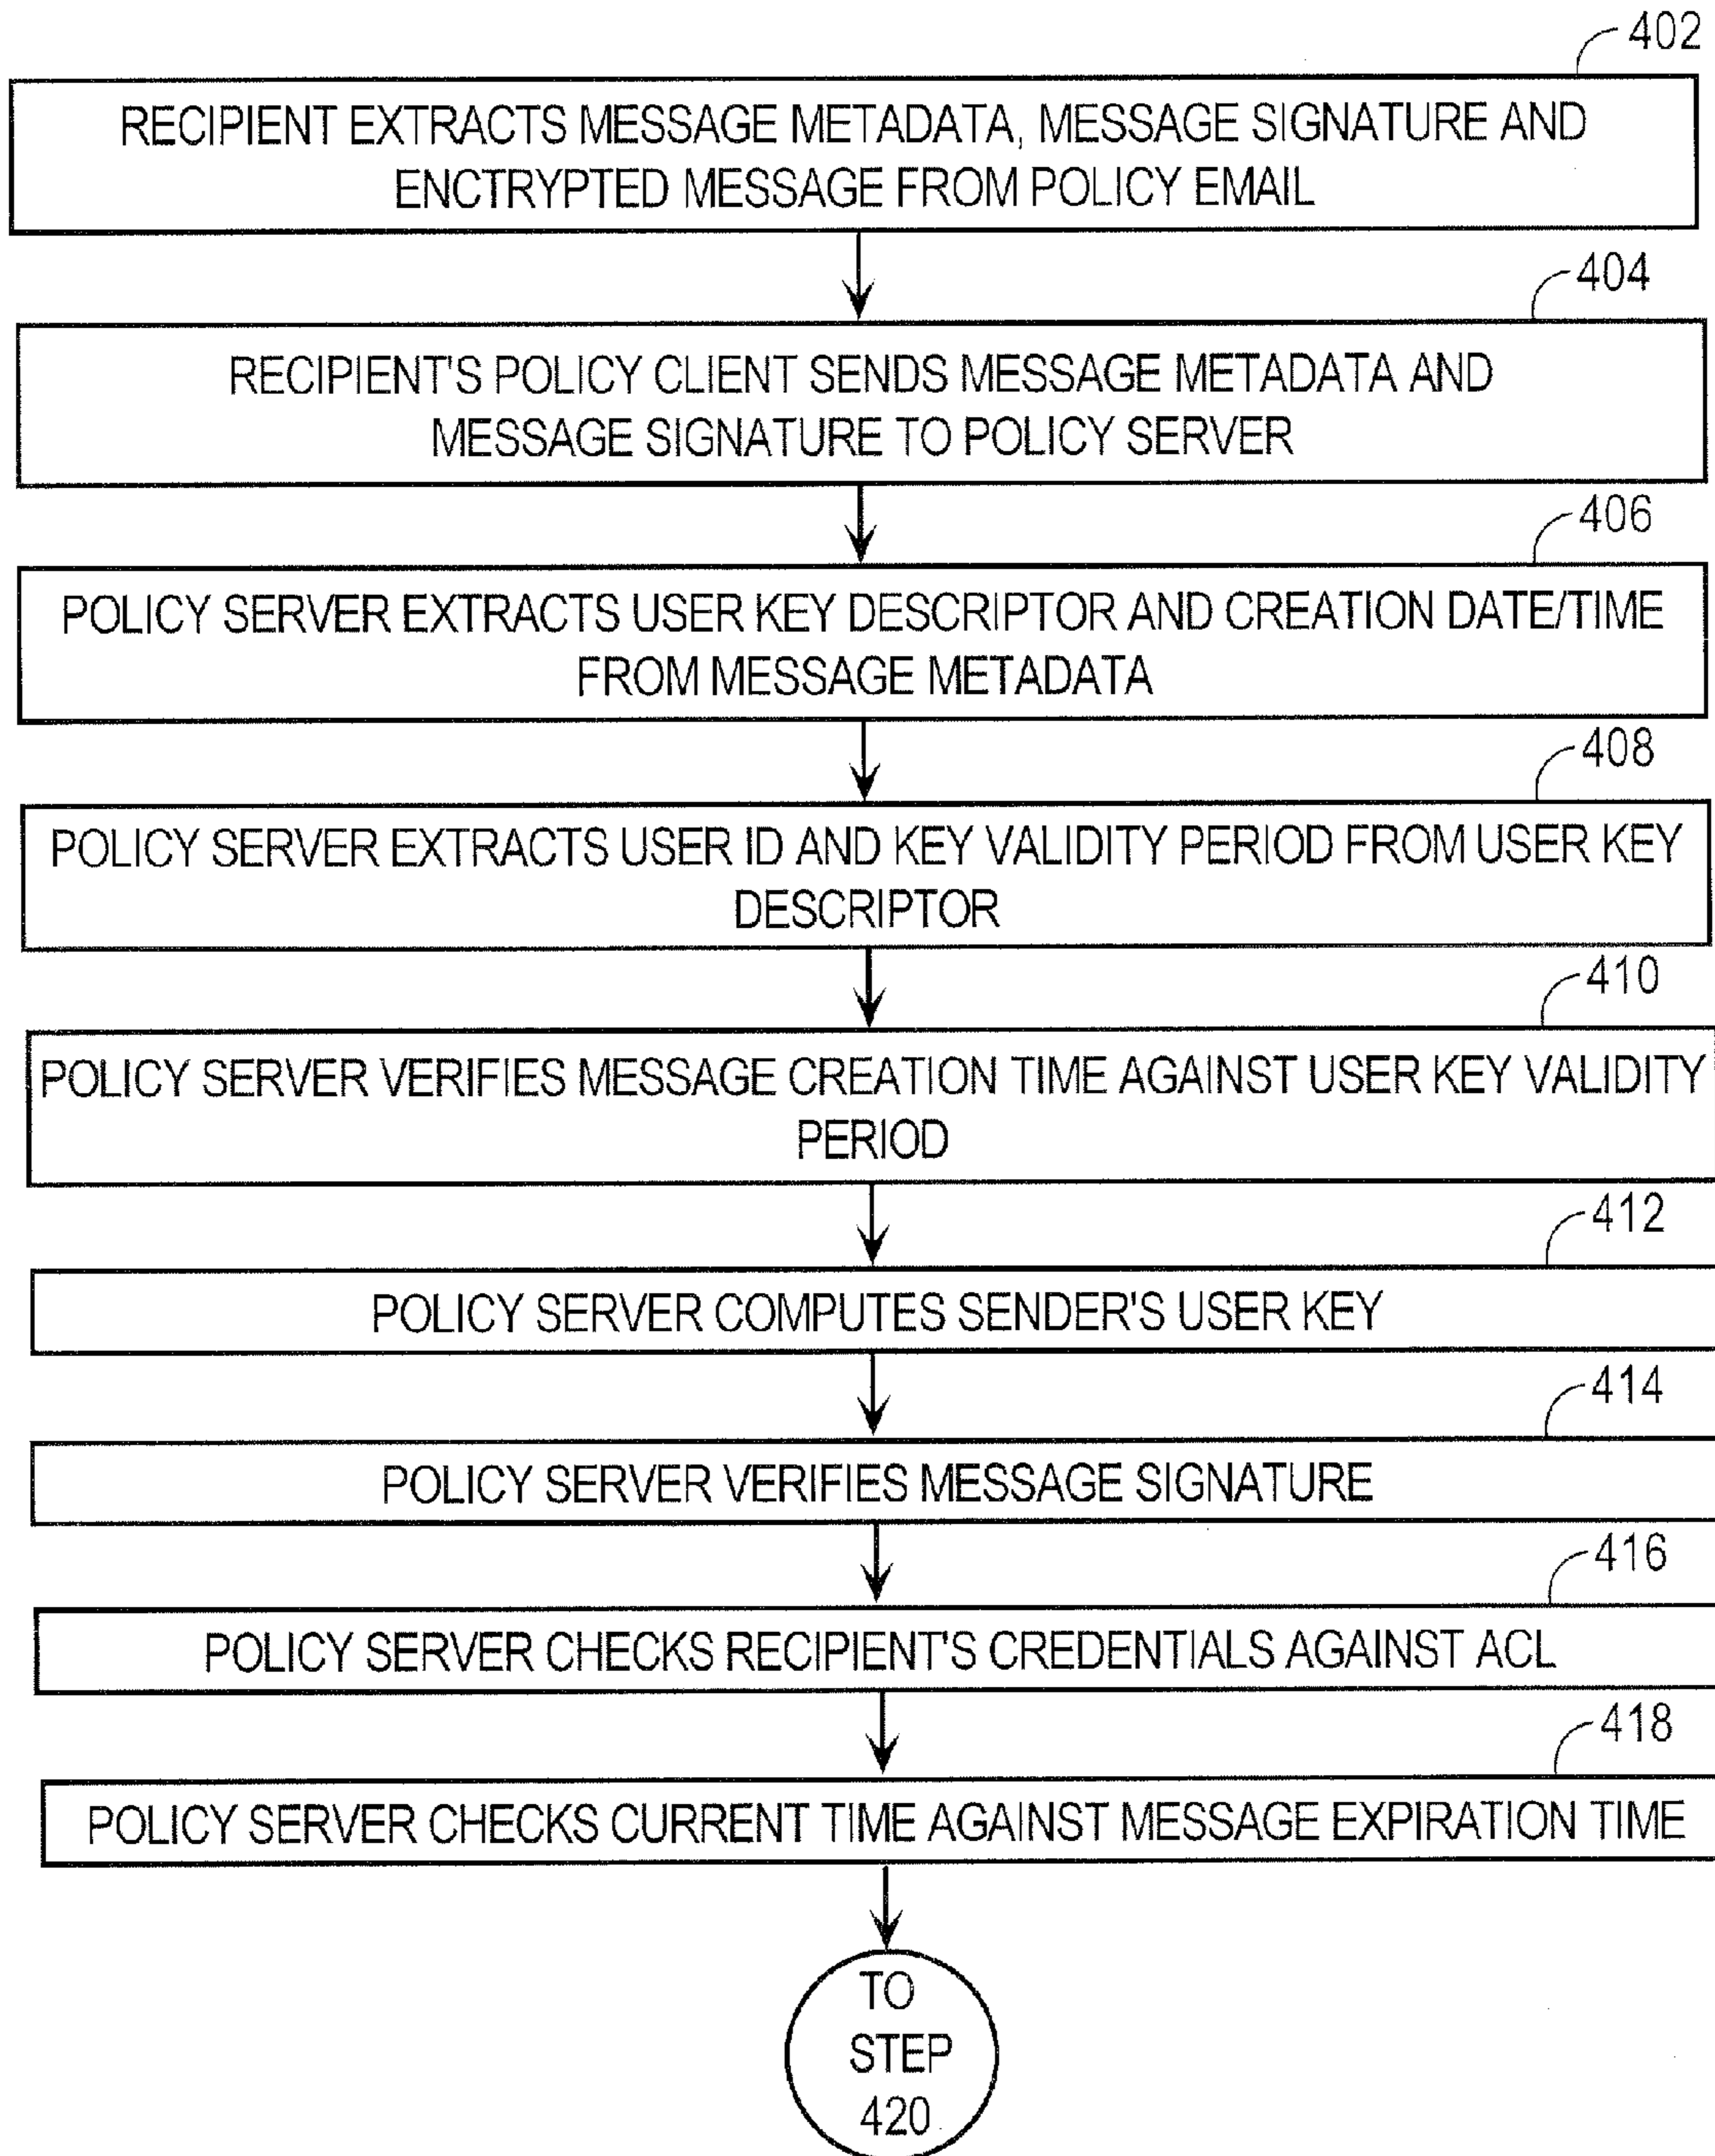 402
RECIPIENT EXTRACTS MESSAGE METADATA, MESSAGE SIGNATURE AND
ENCTRYPTED MESSAGE FROM POLICY EMAIL
404
RECIPIENT'S POLICY CLIENT SENDS MESSAGE METADATA AND
MESSAGE SIGNATURE TO POLICY SERVER
406
POLICY SERVER EXTRACTS USER KEY DESCRIPTOR AND CREATION DATE/TIME
FROM MESSAGE METADATA
408
POLICY SERVER EXTRACTS USER ID AND KEY VALIDITY PERIOD FROM USER KEY
DESCRIPTOR
410
POLICY SERVER VERIFIES MESSAGE CREATION TIME AGAINST USER KEY VALIDITY
PERIOD
412
POLICY SERVER COMPUTES SENDER'S USER KEY
414
POLICY SERVER VERIFIES MESSAGE SIGNATURE
416
POLICY SERVER CHECKS RECIPIENT'S CREDENTIALS AGAINST ACL
418
POLICY SERVER CHECKS CURRENT TIME AGAINST MESSAGE EXPIRATION TIME
TO
STEP
420